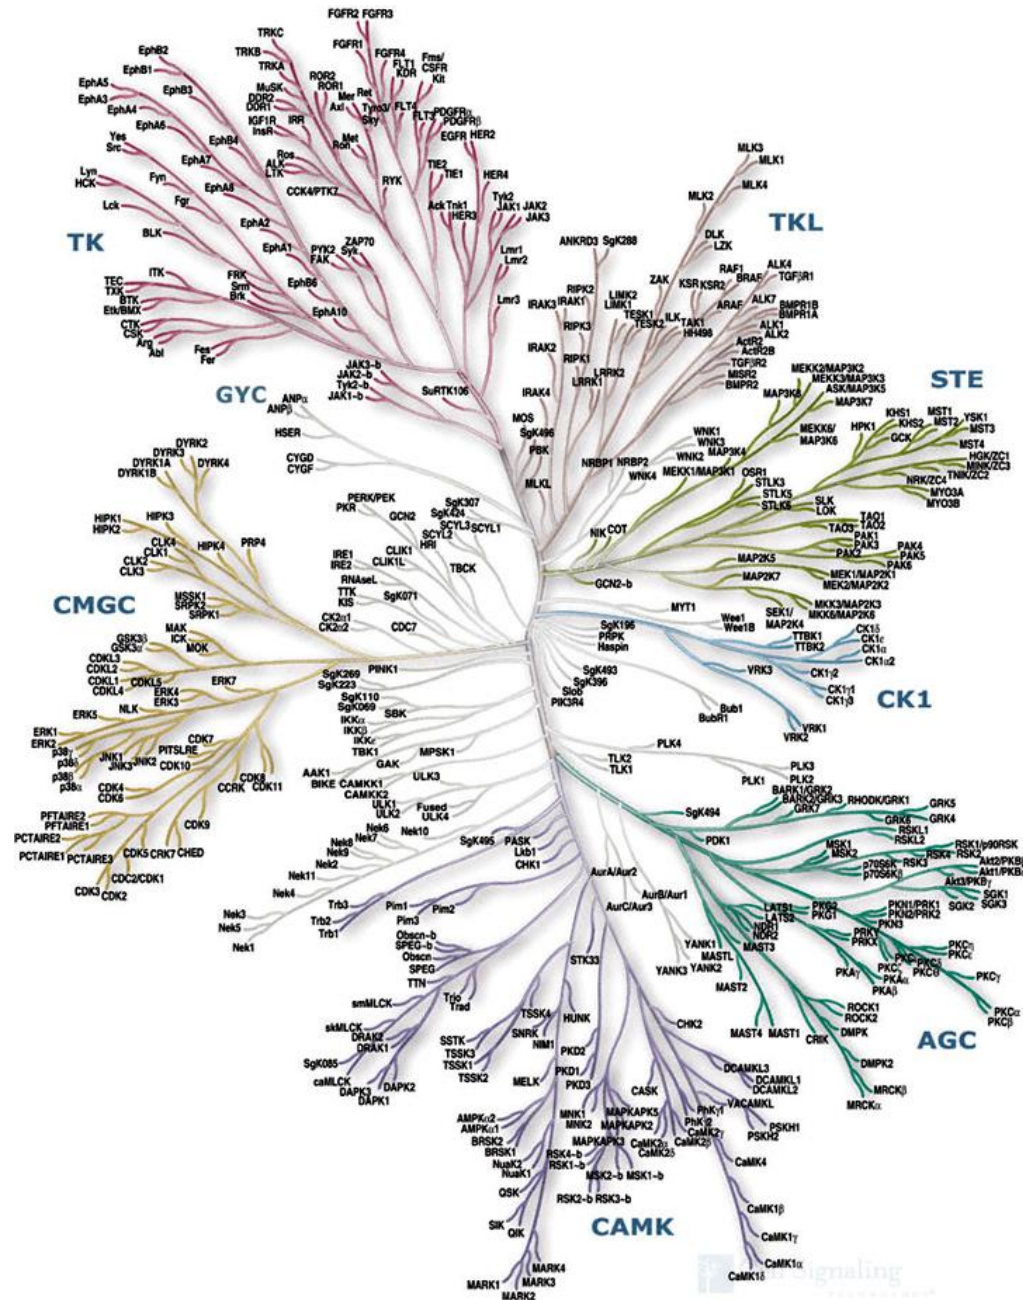 FGFR2 FGFR3
TRKC
FGFR1
EphB2
TRKB
FGFR4
EphB1
TRKA
FLT1
Fms/
CSFR
KDR
Kit
EphA5
EphB3
MuSK
ROR2
ROR1
Ret
Mer
EphA3
DDR2
DDR1
Axl
Tyro3/
Sky
FLT4
PDGFRα
EphA4
FLT3
PDGFRβ
EphA6
IGF1R
IRR
InsR
EGFR
HER2
Yes
Src
EphB4
Met
Ron
MLK3
MLK1
EphA7
Ros
ALK
LTK
TIE2
TIE1
Lyn
HCK
Fyn
EphA8
CCK4/PTK7
RYK
HER4
MLK4
MLK2
Lck
Fgr
Ack
Tnk1
HER3
Tyk2
JAK1
JAK2
JAK3
TKL
EphA2
BLK
TK
ZAP70
Syk
PYK2
FAK
EphA1
ANKRD3
SgK288
DLK
LZK
Lmr1
Lmr2
ITK
FRK
Srm
Brk
EphB6
ZAK
RAF1
BRAF
ALK4
TGFβR1
TEC
TXK
BTK
Etk/BMX
RIPK2
KSR
KSR2
Lmr3
LIMK2
LIMK1
IRAK3
IRAK1
ARAF
ALK7
BMPR1B
BMPR1A
EphA10
TESK1
TESK2
ILK
TAK1
HH498
CTK
CSK
RIPK3
ALK1
ALK2
Arg
Abl
Fes
Fer
IRAK2
ActR2
ActR2B
JAK3~b
JAK2~b
Tyk2~b
JAK1~b
RIPK1
LRRK2
LRRK1
TGFβR2
MISR2
BMPR2
MEKK2/MAP3K2
MEKK3/MAP3K3
ASK/MAP3K5
STE
SuRTK106
IRAK4
MAP3K8
MAP3K7
GYC
ANPα
ANPβ
KHS1
KHS2
MST1
MST2
YSK1
MST3
MOS
SgK496
PBK
HSER
WNK1
WNK3
WNK2
WNK4
MEKK6/
MAP3K6
HPK1
GCK
MST4
MAP3K4
HGK/ZC1
MINK/ZC3
TNIK/ZC2
NRK/ZC4
NRBP1
NRBP2
CYGD
CYGF
MEKK1/MAP3K1
OSR1
STLK3
STLK5
STLK6
MLKL
DYRK2
DYRK3
DYRK4
DYRK1A
DYRK1B
MYO3A
MYO3B
SLK
LOK
PERK/PEK
PKR
GCN2
SgK307
SgK424
SCYL3
SCYL1
SCYL2
HRI
TAO1
TAO2
TAO3
HIPK1
HIPK2
HIPK3
NIK
COT
PAK1
PAK3
PAK2
PAK4
PAK5
PAK6
CLK4
CLK1
CLK2
CLK3
HIPK4
PRP4
IRE1
IRE2
CLIK1
CLIK1L
TBCK
MAP2K5
MAP2K7
MEK1/MAP2K1
MEK2/MAP2K2
RNAseL
GCN2~b
CMGC
MSSK1
SRPK2
SRPK1
TTK
KIS
SgK071
MKK3/MAP2K3
MKK6/MAP2K6
SEK1/
MAP2K4
MYT1
Wee1
Wee1B
CK2α1
CK2α2
CDC7
MAK
ICK
MOK
GSK3β
GSK3α
SgK196
PRPK
Haspin
TTBK1
TTBK2
CK1δ
CK1ε
CK1α
CK1α2
CDKL3
CDKL2
CDKL1
CDKL4
CDKL5
PINK1
SgK269
SgK223
SgK493
SgK396
Slob
PIK3R4
VRK3
CK1γ2
CK1γ1
CK1γ3
CK1
ERK7
ERK4
ERK3
NLK
ERK5
SgK110
SgK069
SBK
Bub1
BubR1
VRK1
VRK2
ERK1
ERK2
p38γ
p38δ
p38β
p38α
JNK1
JNK3
JNK2
CDK7
PITSLRE
CDK10
IKKα
IKKβ
IKKε
TBK1
MPSK1
GAK
PLK4
TLK2
TLK1
PLK3
PLK1
PLK2
CDK4
CDK6
CCRK
CDK8
CDK11
AAK1
BIKE
CAMKK1
CAMKK2
ULK3
BARK1/GRK2
BARK2/GRK3
RHODK/GRK1
GRK5
GRK7
GRK6
GRK4
PFTAIRE2
PFTAIRE1
PCTAIRE2
PCTAIRE1
PCTAIRE3
CDK9
CDK5
CRK7
CHED
ULK1
ULK2
Fused
ULK4
SgK494
RSKL1
RSKL2
PDK1
Nek6
Nek7
Nek10
Nek8
Nek9
Nek2
Nek11
SgK495
PASK
Lkb1
CHK1
MSK1
MSK2
RSK1/p90RSK
RSK4
RSK2
RSK3
p70S6K
p70S6Kβ
Akt2/PKBβ
Akt1/PKBα
Akt3/PKBγ
CDC2/CDK1
CDK3
CDK2
AurA/Aur2
AurB/Aur1
AurC/Aur3
SGK1
SGK2
SGK3
Nek4
Nek3
Nek5
Nek1
Trb3
Trb2
Trb1
Pim1
Pim2
Pim3
LATS1
LATS2
NDR1
NDR2
PKG2
PKG1
PKN1/PRK1
PKN2/PRK2
PKN3
PRKY
PRKX
MAST3
YANK1
YANK2
YANK3
MASTL
MAST2
Obscn~b
SPEG~b
Obscn
SPEG
TTN
STK33
PKCη
PKCε
PKCδ
PKCθ
PKCι
PKCζ
PKCγ
PKCα
PKCβ
PKAγ
PKAα
PKAβ
smMLCK
Trio
Trad
skMLCK
TSSK4
HUNK
SNRK
NIM1
CHK2
MAST4
MAST1
ROCK1
ROCK2
DMPK
CRIK
AGC
DRAK2
DRAK1
SgK085
caMLCK
DAPK3
DAPK2
DAPK1
SSTK
TSSK3
TSSK1
TSSK2
PKD2
PKD1
PKD3
MELK
DMPK2
MRCKβ
MRCKα
DCAMKL3
DCAMKL1
DCAMKL2
CASK
VACAMKL
PhKγ1
PhKγ2
PSKH1
PSKH2
MNK1
MNK2
MAPKAPK5
MAPKAPK2
MAPKAPK3
AMPKα2
AMPKα1
BRSK2
BRSK1
CaMK2γ
CaMK2α
CaMK2β
CaMK2δ
NuaK2
NuaK1
RSK4~b
RSK1~b
MSK2~b
MSK1~b
RSK2~b
RSK3~b
CaMK4
QSK
SIK
QIK
CAMK
CaMK1β
CaMK1γ
CaMK1α
CaMK1δ
MARK4
MARK1
MARK3
MARK2
Signaling